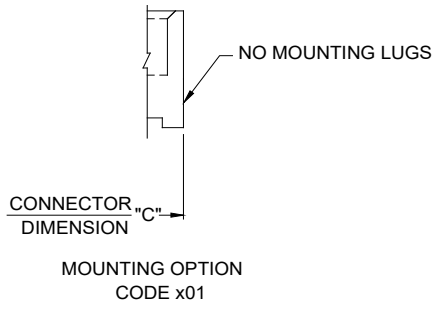 NO MOUNTING LUGS
CONNECTOR
DIMENSION "C"
MOUNTING OPTION
CODE x01